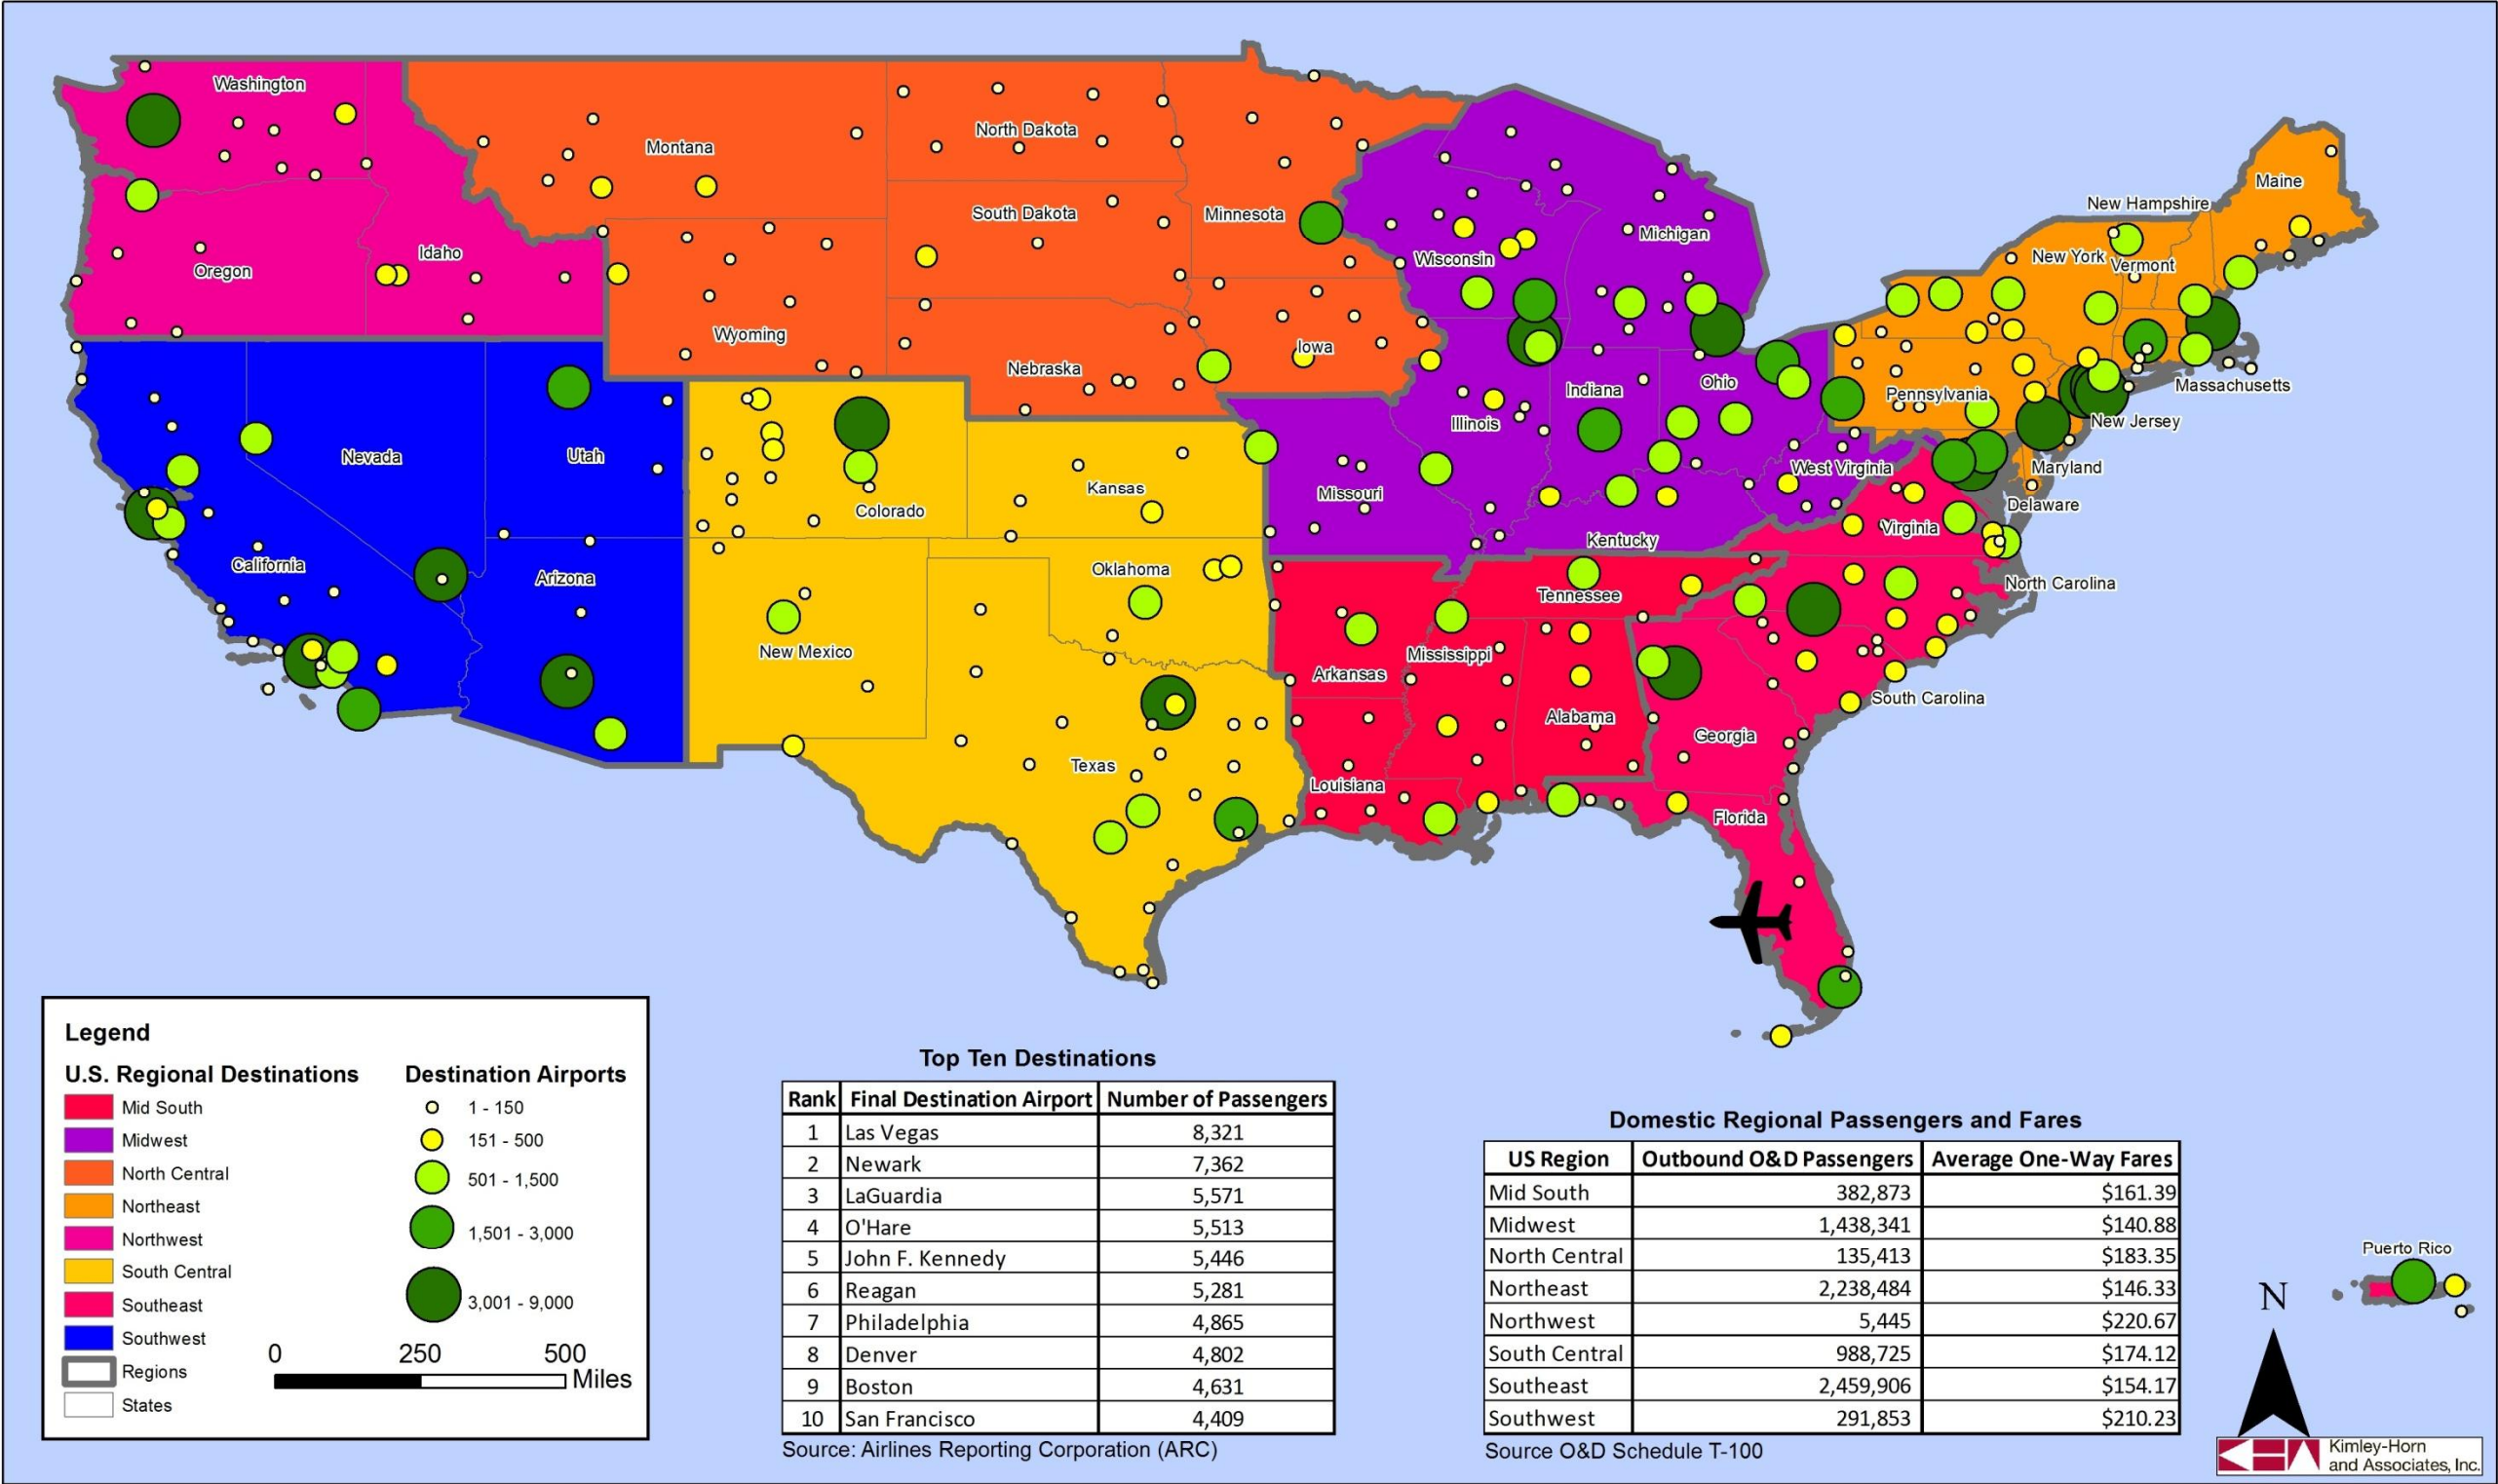 Washington
Montana
North Dakota
Minnesota
Oregon
Idaho
South Dakota
Wyoming
Nebraska
Iowa
Wisconsin
Michigan
Maine
New Hampshire
New York
Vermont
Massachusetts
Pennsylvania
New Jersey
Maryland
Delaware
Nevada
Utah
California
Arizona
Colorado
Kansas
Missouri
Illinois
Indiana
Ohio
West Virginia
Virginia
Kentucky
North Carolina
Oklahoma
New Mexico
Texas
Arkansas
Tennessee
Mississippi
Alabama
Louisiana
Georgia
South Carolina
Florida
Puerto Rico
N
Legend
U.S. Regional Destinations
Mid South
Midwest
North Central
Northeast
Northwest
South Central
Southeast
Southwest
Regions
States
Destination Airports
1 - 150
151 - 500
501 - 1,500
1,501 - 3,000
3,001 - 9,000
0 250 500
Miles
Top Ten Destinations
Rank Final Destination Airport Number of Passengers
1 Las Vegas 8,321
2 Newark 7,362
3 LaGuardia 5,571
4 O'Hare 5,513
5 John F. Kennedy 5,446
6 Reagan 5,281
7 Philadelphia 4,865
8 Denver 4,802
9 Boston 4,631
10 San Francisco 4,409
Source: Airlines Reporting Corporation (ARC)
Domestic Regional Passengers and Fares
US Region Outbound O&D Passengers Average One-Way Fares
Mid South 382,873 $161.39
Midwest 1,438,341 $140.88
North Central 135,413 $183.35
Northeast 2,238,484 $146.33
Northwest 5,445 $220.67
South Central 988,725 $174.12
Southeast 2,459,906 $154.17
Southwest 291,853 $210.23
Source O&D Schedule T-100
Kimley-Horn
and Associates, Inc.